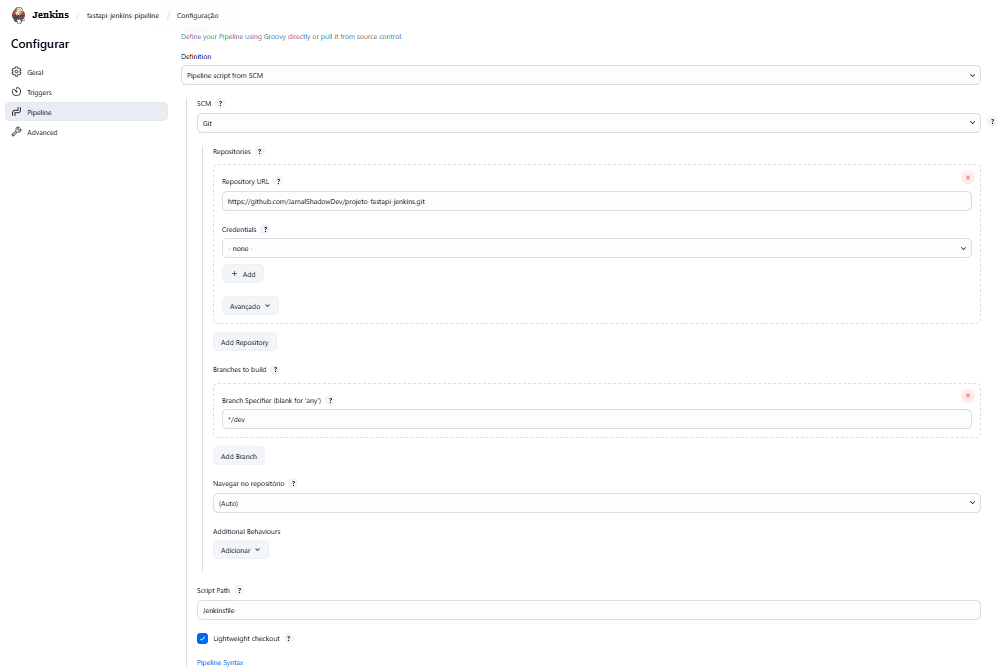 Jenkins / fastapi-jenkins-pipeline / Configuração
Configurar
Geral
Triggers
Pipeline
Advanced
Define your Pipeline using Groovy directly or pull it from source control.
Definition
Pipeline script from SCM
SCM ?
Git
?
Repositories ?
Repository URL ?
https://github.com/JamalShadowDev/projeto-fastapi-jenkins.git
Credentials ?
- none -
+ Add
Avançado
Add Repository
Branches to build ?
Branch Specifier (blank for 'any') ?
*/dev
Add Branch
Navegar no repositório ?
(Auto)
Additional Behaviours
Adicionar
Script Path ?
Jenkinsfile
Lightweight checkout ?
Pipeline Syntax